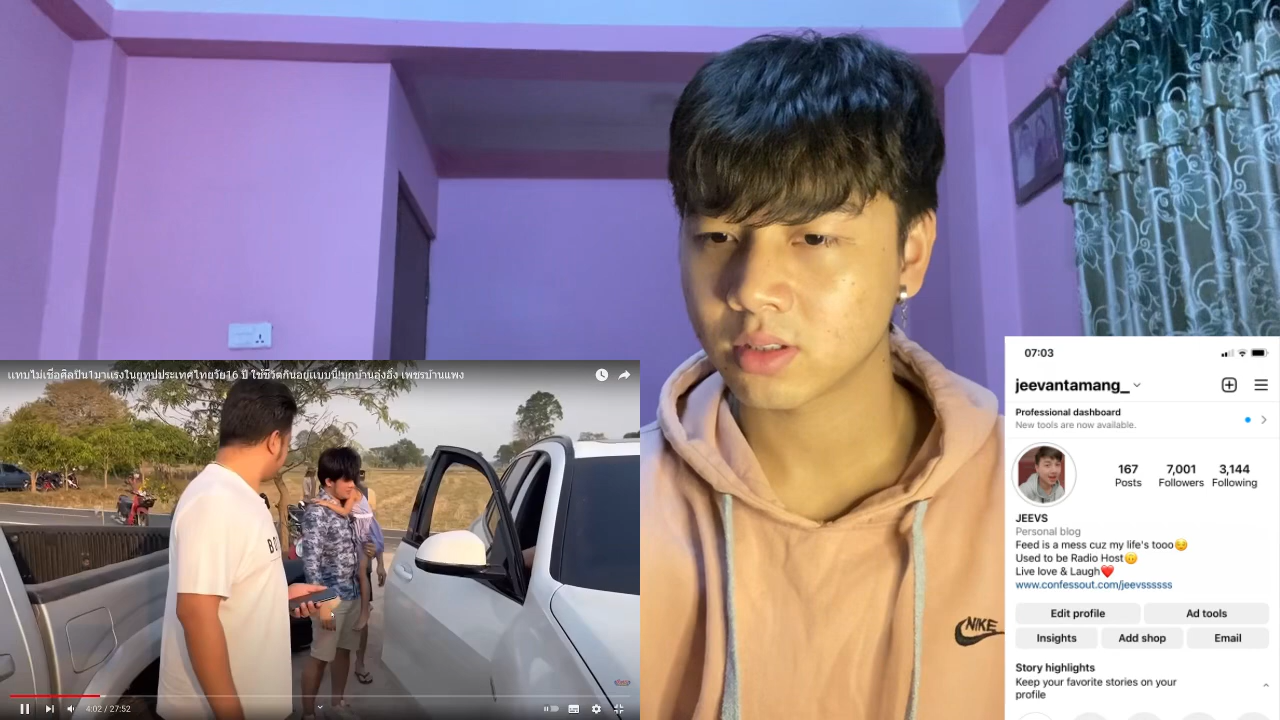 แทบไม่เชื่อศิลปิน1มาแรงในยูทูปประเทศไทยวัย16 ปี ใช้ชีวิตกันอยู่แบบนี้!บุกบ้านอุ๋งอิ๋ง เพชรบ้านแพง
4:02 / 27:52
NIKE
07:03
jeevantamang_
Professional dashboard
New tools are now available.
167 7,001 3,144
Posts Followers Following
JEEVS
Personal blog
Feed is a mess cuz my life's tooo😔
Used to be Radio Host🙃
Live love & Laugh❤️
www.confessout.com/jeevssssss
Edit profile Ad tools
Insights Add shop Email
Story highlights
Keep your favorite stories on your
profile